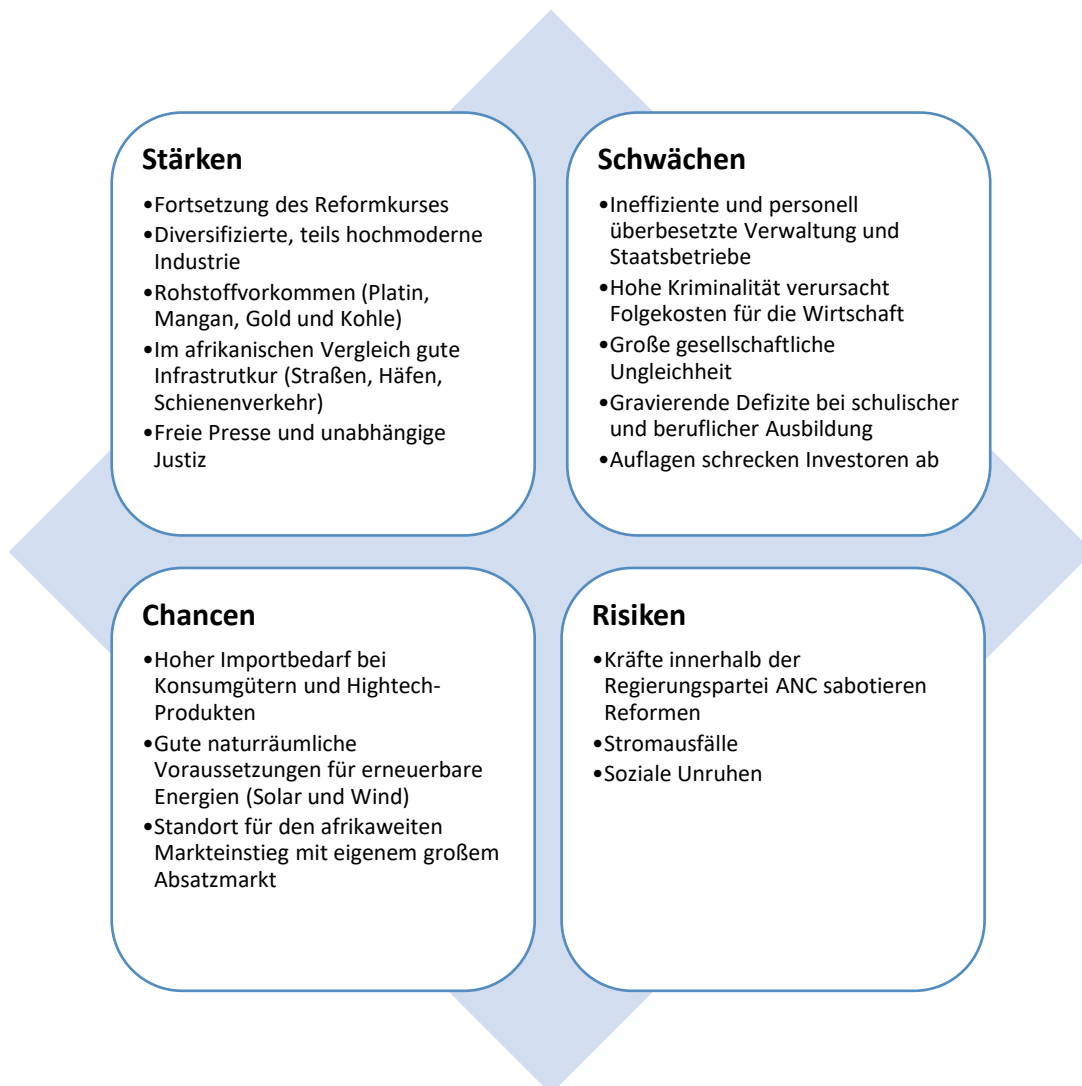 Stärken
•Fortsetzung des Reformkurses
•Diversifizierte, teils hochmoderne
Industrie
•Rohstoffvorkommen (Platin,
Mangan, Gold und Kohle)
•Im afrikanischen Vergleich gute
Infrastrutkur (Straßen, Häfen,
Schienenverkehr)
•Freie Presse und unabhängige
Justiz
Schwächen
•Ineffiziente und personell
überbesetzte Verwaltung und
Staatsbetriebe
•Hohe Kriminalität verursacht
Folgekosten für die Wirtschaft
•Große gesellschaftliche
Ungleichheit
•Gravierende Defizite bei schulischer
und beruflicher Ausbildung
•Auflagen schrecken Investoren ab
Chancen
•Hoher Importbedarf bei
Konsumgütern und Hightech-
Produkten
•Gute naturräumliche
Voraussetzungen für erneuerbare
Energien (Solar und Wind)
•Standort für den afrikaweiten
Markteinstieg mit eigenem großem
Absatzmarkt
Risiken
•Kräfte innerhalb der
Regierungspartei ANC sabotieren
Reformen
•Stromausfälle
•Soziale Unruhen